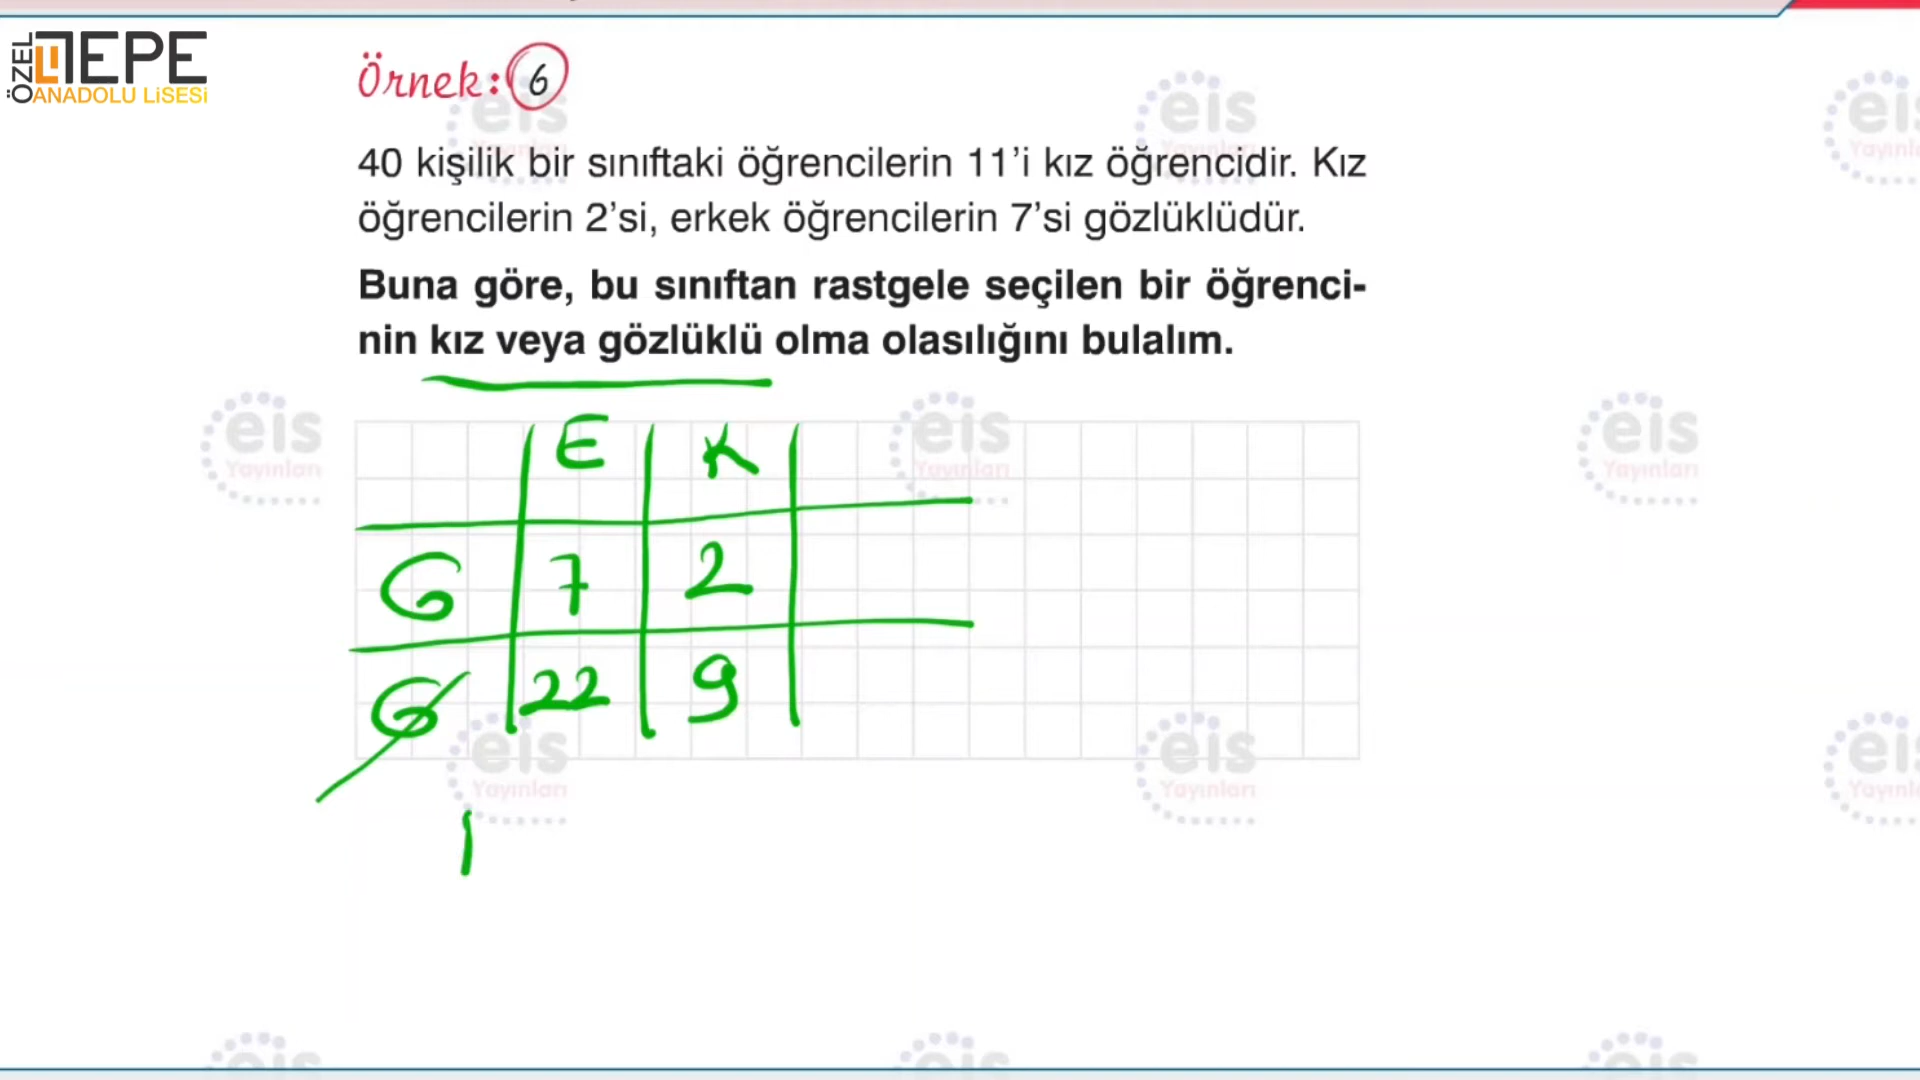 ÖZEL TEPE
ANADOLU LİSESİ
Örnek: 6
40 kişilik bir sınıftaki öğrencilerin 11’i kız öğrencidir. Kız
öğrencilerin 2’si, erkek öğrencilerin 7’si gözlüklüdür.
Buna göre, bu sınıftan rastgele seçilen bir öğrenci-
nin kız veya gözlüklü olma olasılığını bulalım.
E K
G 7 2
G 22 9
eis Yayınları